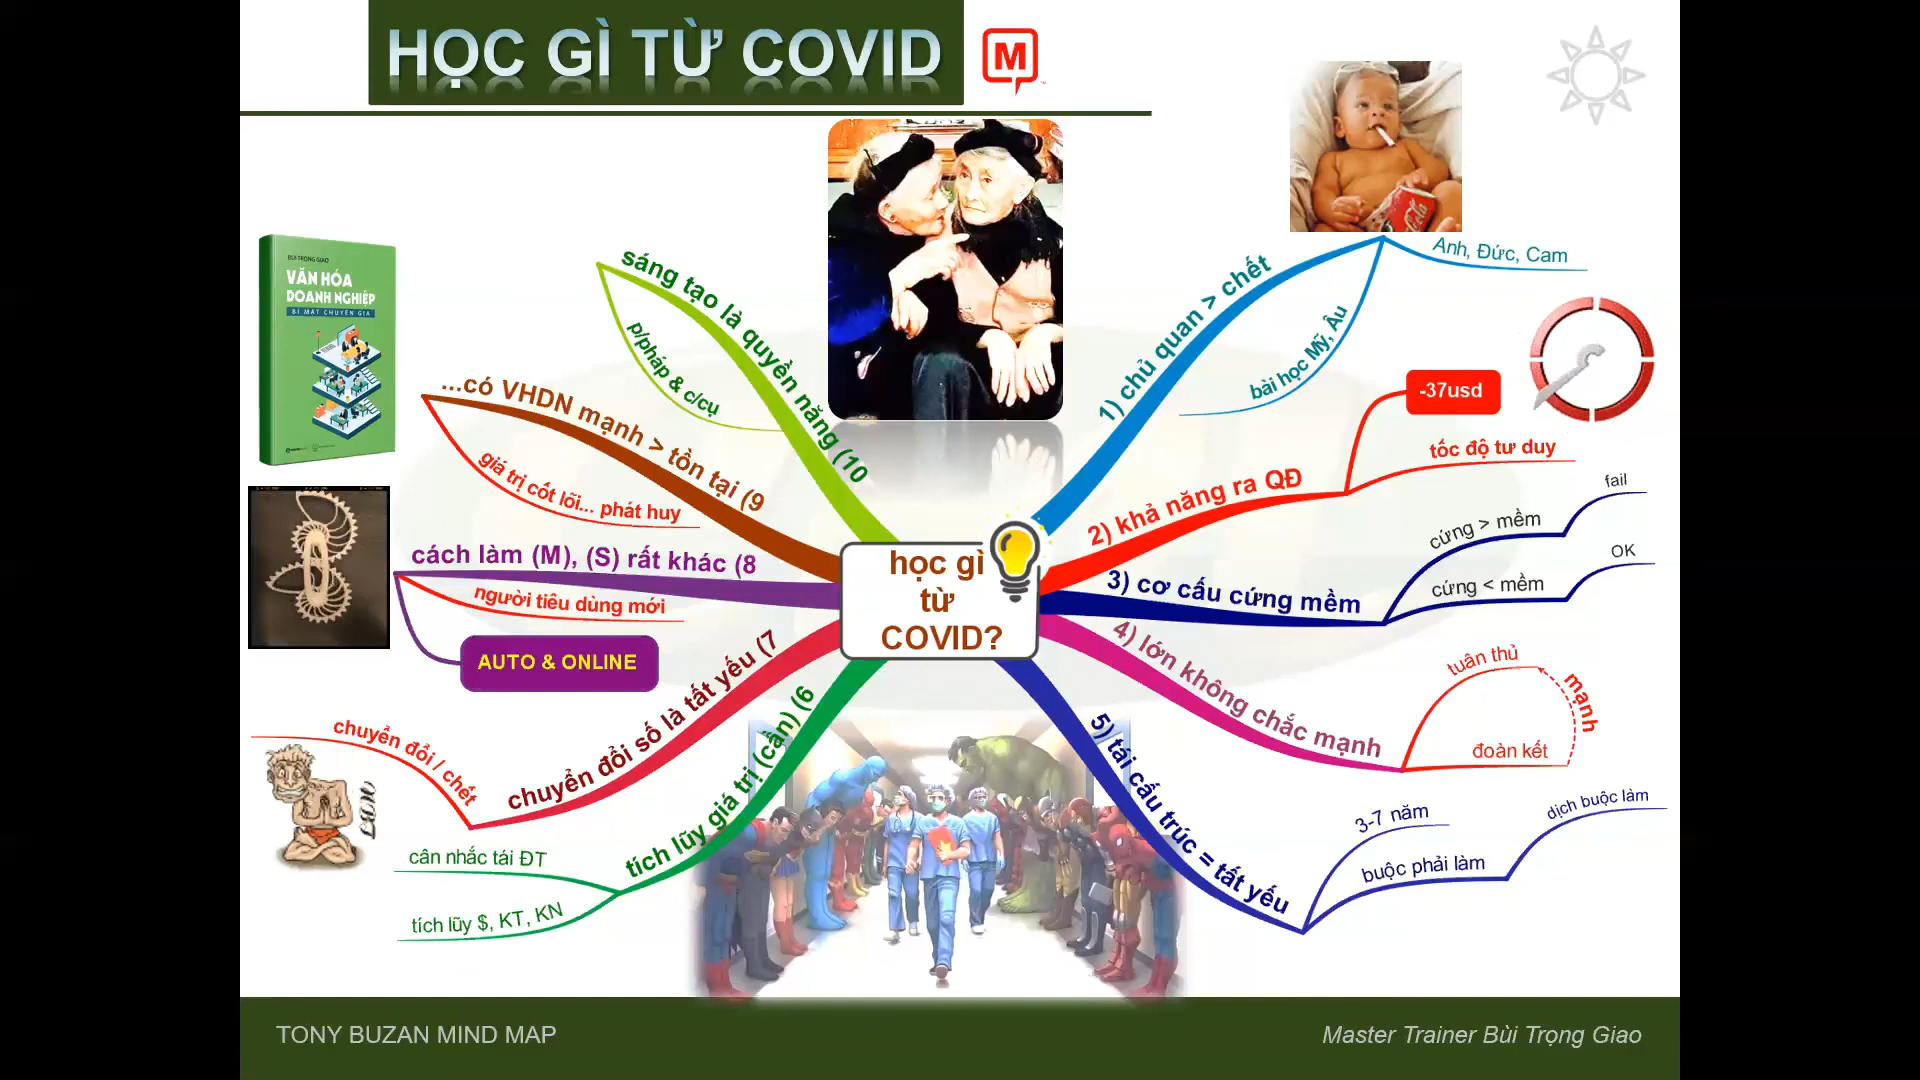 HỌC GÌ TỪ COVID
M
học gì
từ
COVID?
1) chủ quan > chết
Anh, Đức, Cam
bài học Mỹ, Âu
2) khả năng ra QĐ
-37usd
tốc độ tư duy
3) cơ cấu cứng mềm
cứng > mềm
fail
cứng < mềm
OK
4) lớn không chắc mạnh
tuân thủ
mạnh
đoàn kết
5) tái cấu trúc = tất yếu
3-7 năm
buộc phải làm
dịch buộc làm
tích lũy giá trị (cần) (6
cân nhắc tái ĐT
tích lũy $, KT, KN
chuyển đổi số là tất yếu (7
chuyển đổi / chết
cách làm (M), (S) rất khác (8
người tiêu dùng mới
AUTO & ONLINE
...có VHDN mạnh > tồn tại (9
giá trị cốt lõi... phát huy
sáng tạo là quyền năng (10
p/pháp & c/cụ
BÙI TRỌNG GIAO
VĂN HÓA
DOANH NGHIỆP
BÍ MẬT CHUYÊN GIA
TONY BUZAN MIND MAP
Master Trainer Bùi Trọng Giao